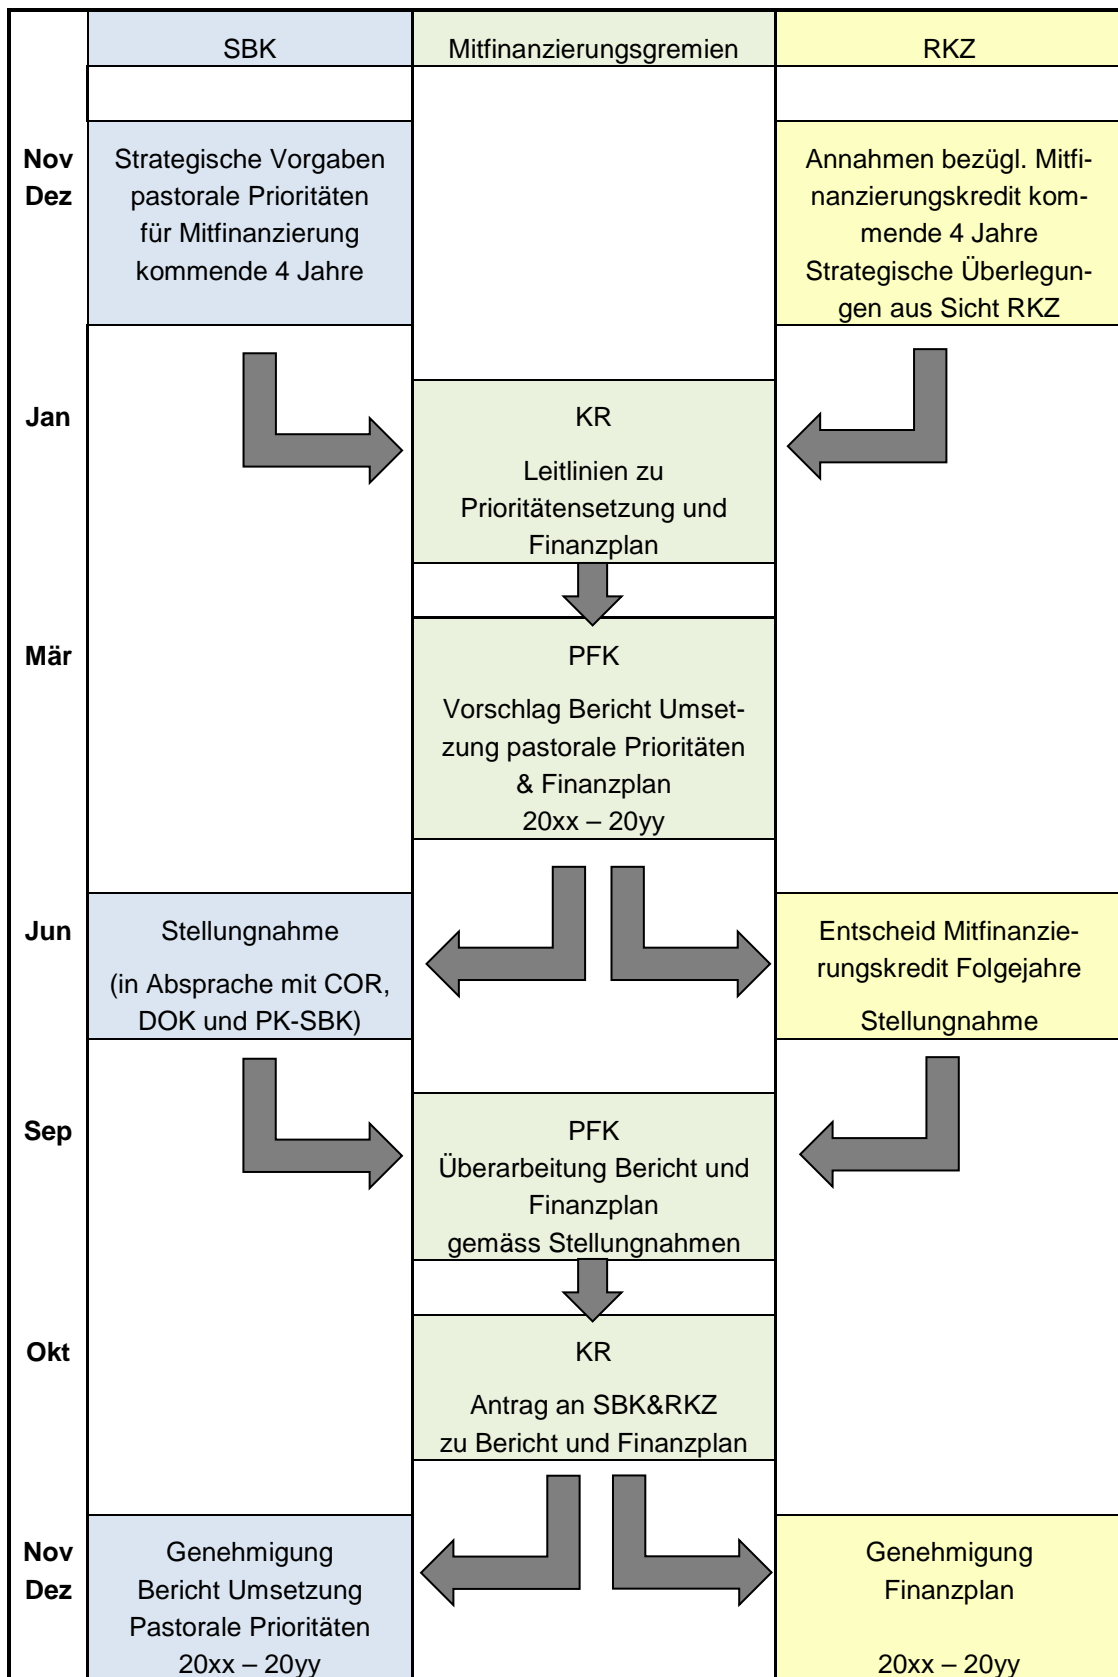 SBK
Mitfinanzierungsgremien
RKZ
Nov
Dez
Strategische Vorgaben
pastorale Prioritäten
für Mitfinanzierung
kommende 4 Jahre
Annahmen bezügl. Mitfi-
nanzierungskredit kom-
mende 4 Jahre
Strategische Überlegun-
gen aus Sicht RKZ
Jan
KR
Leitlinien zu
Prioritätensetzung und
Finanzplan
Mär
PFK
Vorschlag Bericht Umset-
zung pastorale Prioritäten
& Finanzplan
20xx – 20yy
Jun
Stellungnahme
(in Absprache mit COR,
DOK und PK-SBK)
Entscheid Mitfinanzie-
rungskredit Folgejahre
Stellungnahme
Sep
PFK
Überarbeitung Bericht und
Finanzplan
gemäss Stellungnahmen
Okt
KR
Antrag an SBK&RKZ
zu Bericht und Finanzplan
Nov
Dez
Genehmigung
Bericht Umsetzung
Pastorale Prioritäten
20xx – 20yy
Genehmigung
Finanzplan
20xx – 20yy